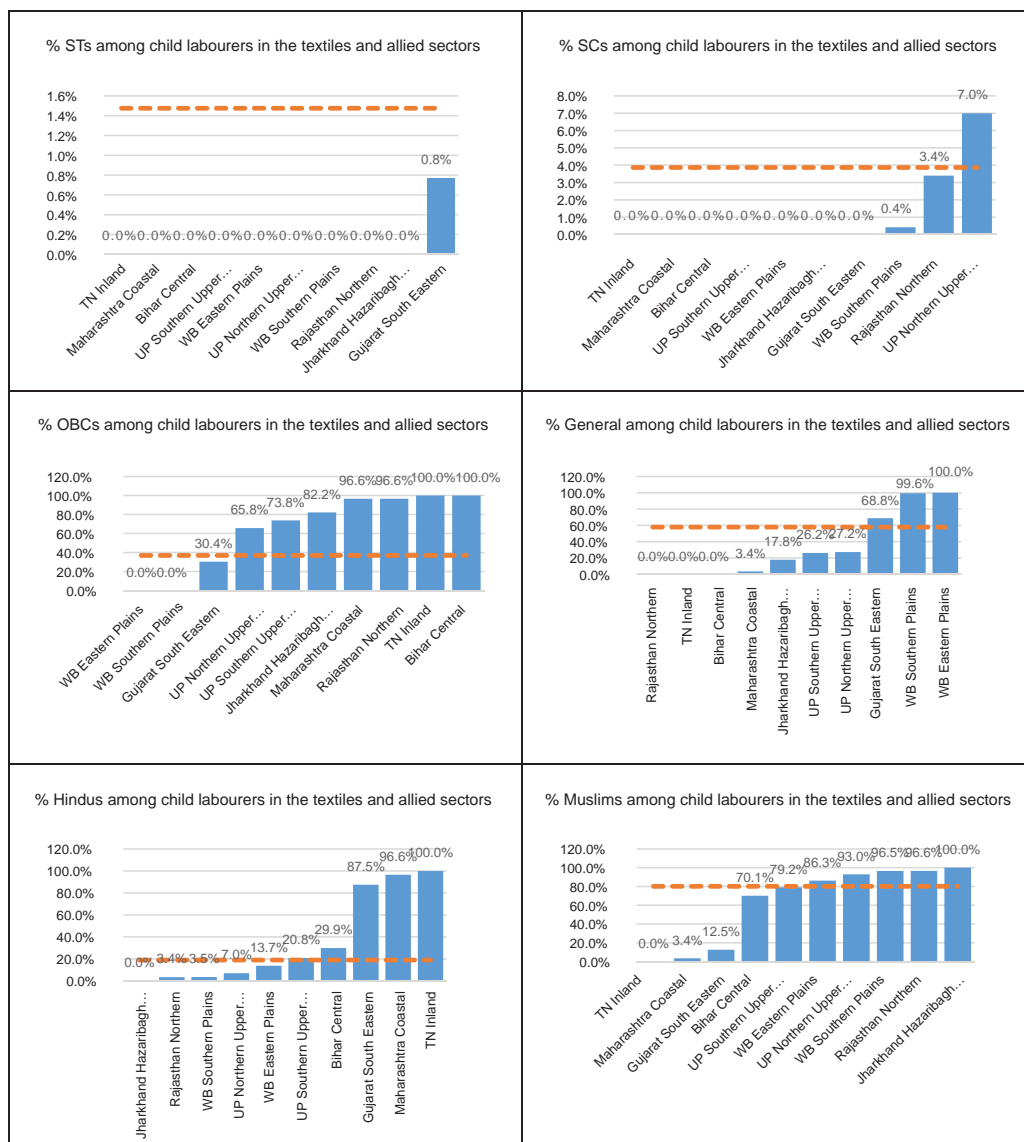 % STs among child labourers in the textiles and allied sectors
1.6%
1.4%
1.2%
1.0%
0.8%
0.6%
0.4%
0.2%
0.0%
0.0% 0.0% 0.0% 0.0% 0.0% 0.0% 0.0% 0.0% 0.0% 0.8%
TN Inland
Maharashtra Coastal
Bihar Central
UP Southern Upper...
WB Eastern Plains
UP Northern Upper...
WB Southern Plains
Rajasthan Northern
Jharkhand Hazaribagh...
Gujarat South Eastern
% SCs among child labourers in the textiles and allied sectors
8.0%
7.0%
6.0%
5.0%
4.0%
3.0%
2.0%
1.0%
0.0%
0.0% 0.0% 0.0% 0.0% 0.0% 0.0% 0.0% 0.4% 3.4% 7.0%
TN Inland
Maharashtra Coastal
Bihar Central
UP Southern Upper...
WB Eastern Plains
Jharkhand Hazaribagh...
Gujarat South Eastern
WB Southern Plains
Rajasthan Northern
UP Northern Upper...
% OBCs among child labourers in the textiles and allied sectors
120.0%
100.0%
80.0%
60.0%
40.0%
20.0%
0.0%
0.0% 0.0% 30.4% 65.8% 73.8% 82.2% 96.6% 96.6% 100.0% 100.0%
WB Eastern Plains
WB Southern Plains
Gujarat South Eastern
UP Northern Upper...
UP Southern Upper...
Jharkhand Hazaribagh...
Maharashtra Coastal
Rajasthan Northern
TN Inland
Bihar Central
% General among child labourers in the textiles and allied sectors
120.0%
100.0%
80.0%
60.0%
40.0%
20.0%
0.0%
0.0% 0.0% 0.0% 3.4% 17.8% 26.2% 27.2% 68.8% 99.6% 100.0%
Rajasthan Northern
TN Inland
Bihar Central
Maharashtra Coastal
Jharkhand Hazaribagh...
UP Southern Upper...
UP Northern Upper...
Gujarat South Eastern
WB Southern Plains
WB Eastern Plains
% Hindus among child labourers in the textiles and allied sectors
120.0%
100.0%
80.0%
60.0%
40.0%
20.0%
0.0%
0.0% 3.4% 3.5% 7.0% 13.7% 20.8% 29.9% 87.5% 96.6% 100.0%
Jharkhand Hazaribagh...
Rajasthan Northern
WB Southern Plains
UP Northern Upper...
WB Eastern Plains
UP Southern Upper...
Bihar Central
Gujarat South Eastern
Maharashtra Coastal
TN Inland
% Muslims among child labourers in the textiles and allied sectors
120.0%
100.0%
80.0%
60.0%
40.0%
20.0%
0.0%
0.0% 3.4% 12.5% 70.1% 79.2% 86.3% 93.0% 96.5% 96.6% 100.0%
TN Inland
Maharashtra Coastal
Gujarat South Eastern
Bihar Central
UP Southern Upper...
WB Eastern Plains
UP Northern Upper...
WB Southern Plains
Rajasthan Northern
Jharkhand Hazaribagh...